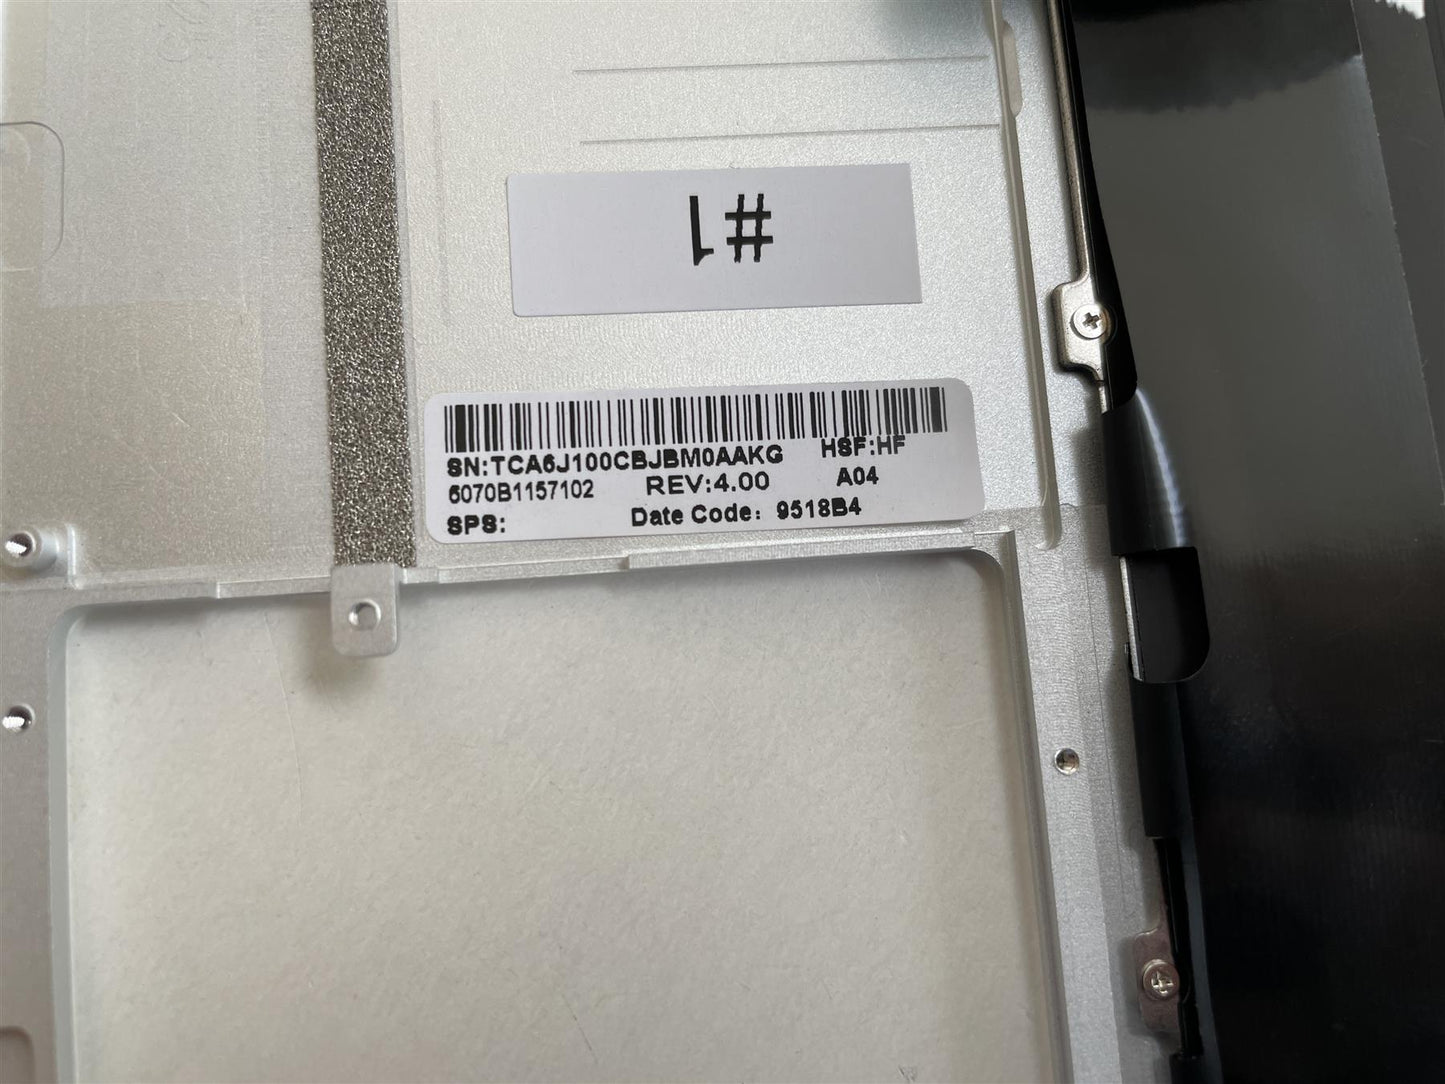 #1
SN:TCA6J100CBJBM0AAKG HSF:HF
6070B1157102 REV:4.00 A04
SPS: Date Code: 9518B4